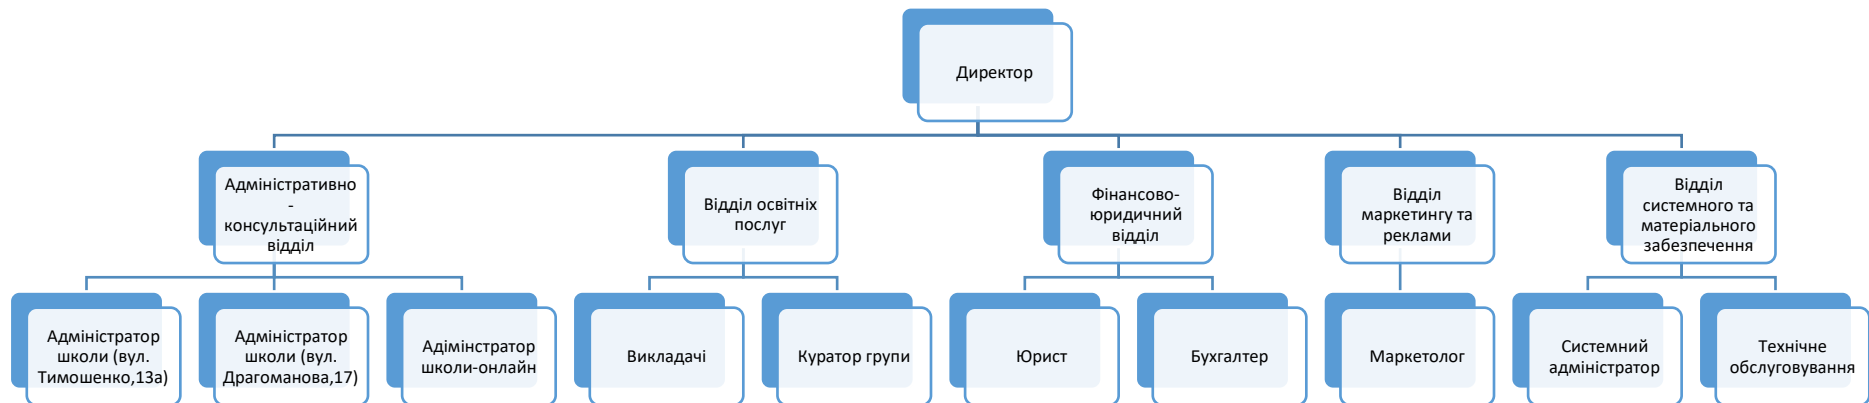 Директор
Адміністративно
-
консультаційний
відділ
Відділ освітніх
послуг
Фінансово-
юридичний
відділ
Відділ
маркетингу та
реклами
Відділ
системного та
матеріального
забезпечення
Адміністратор
школи (вул.
Тимошенко,13а)
Адміністратор
школи (вул.
Драгоманова,17)
Адімінстратор
школи-онлайн
Викладачі
Куратор групи
Юрист
Бухгалтер
Маркетолог
Системний
адміністратор
Технічне
обслуговування